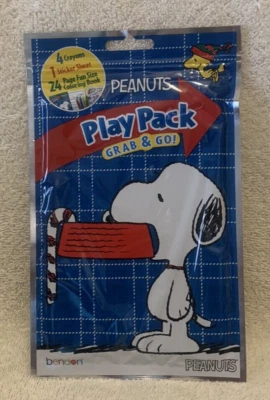 4 Crayons
1 Sticker Sheet
24 Page Fun Size
Coloring Book
PEANUTS
Play Pack
GRAB & GO!
bendon
PEANUTS